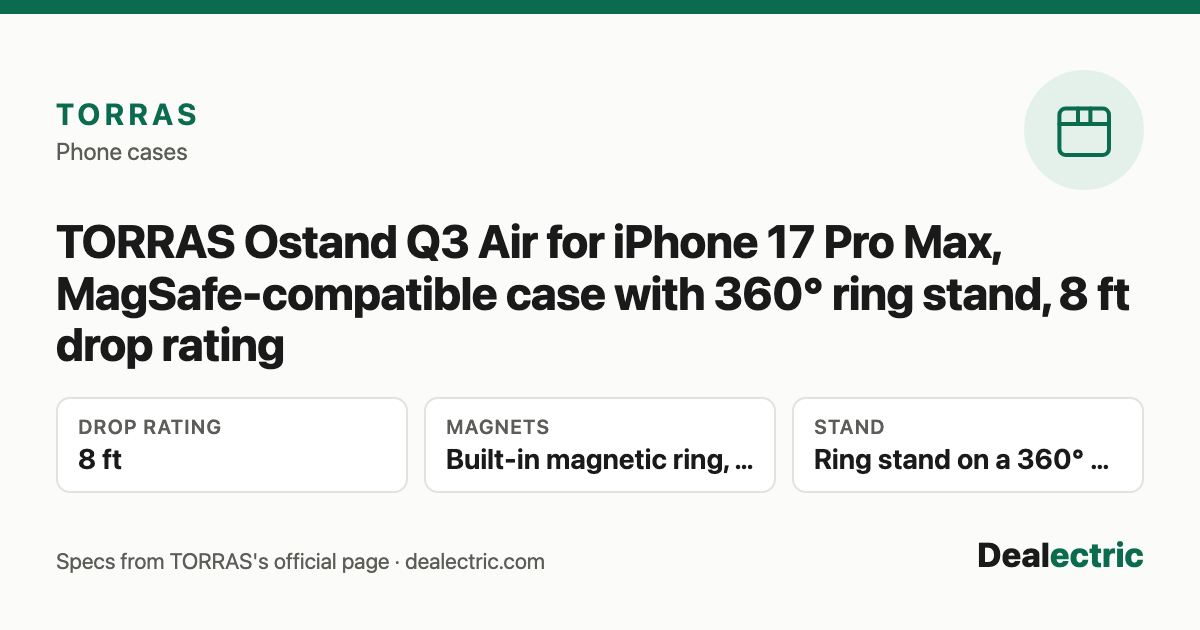 TORRAS
Phone cases
TORRAS Ostand Q3 Air for iPhone 17 Pro Max,
MagSafe-compatible case with 360° ring stand, 8 ft
drop rating
DROP RATING
8 ft
MAGNETS
Built-in magnetic ring, ...
STAND
Ring stand on a 360° ...
Specs from TORRAS's official page · dealectric.com
Dealectric